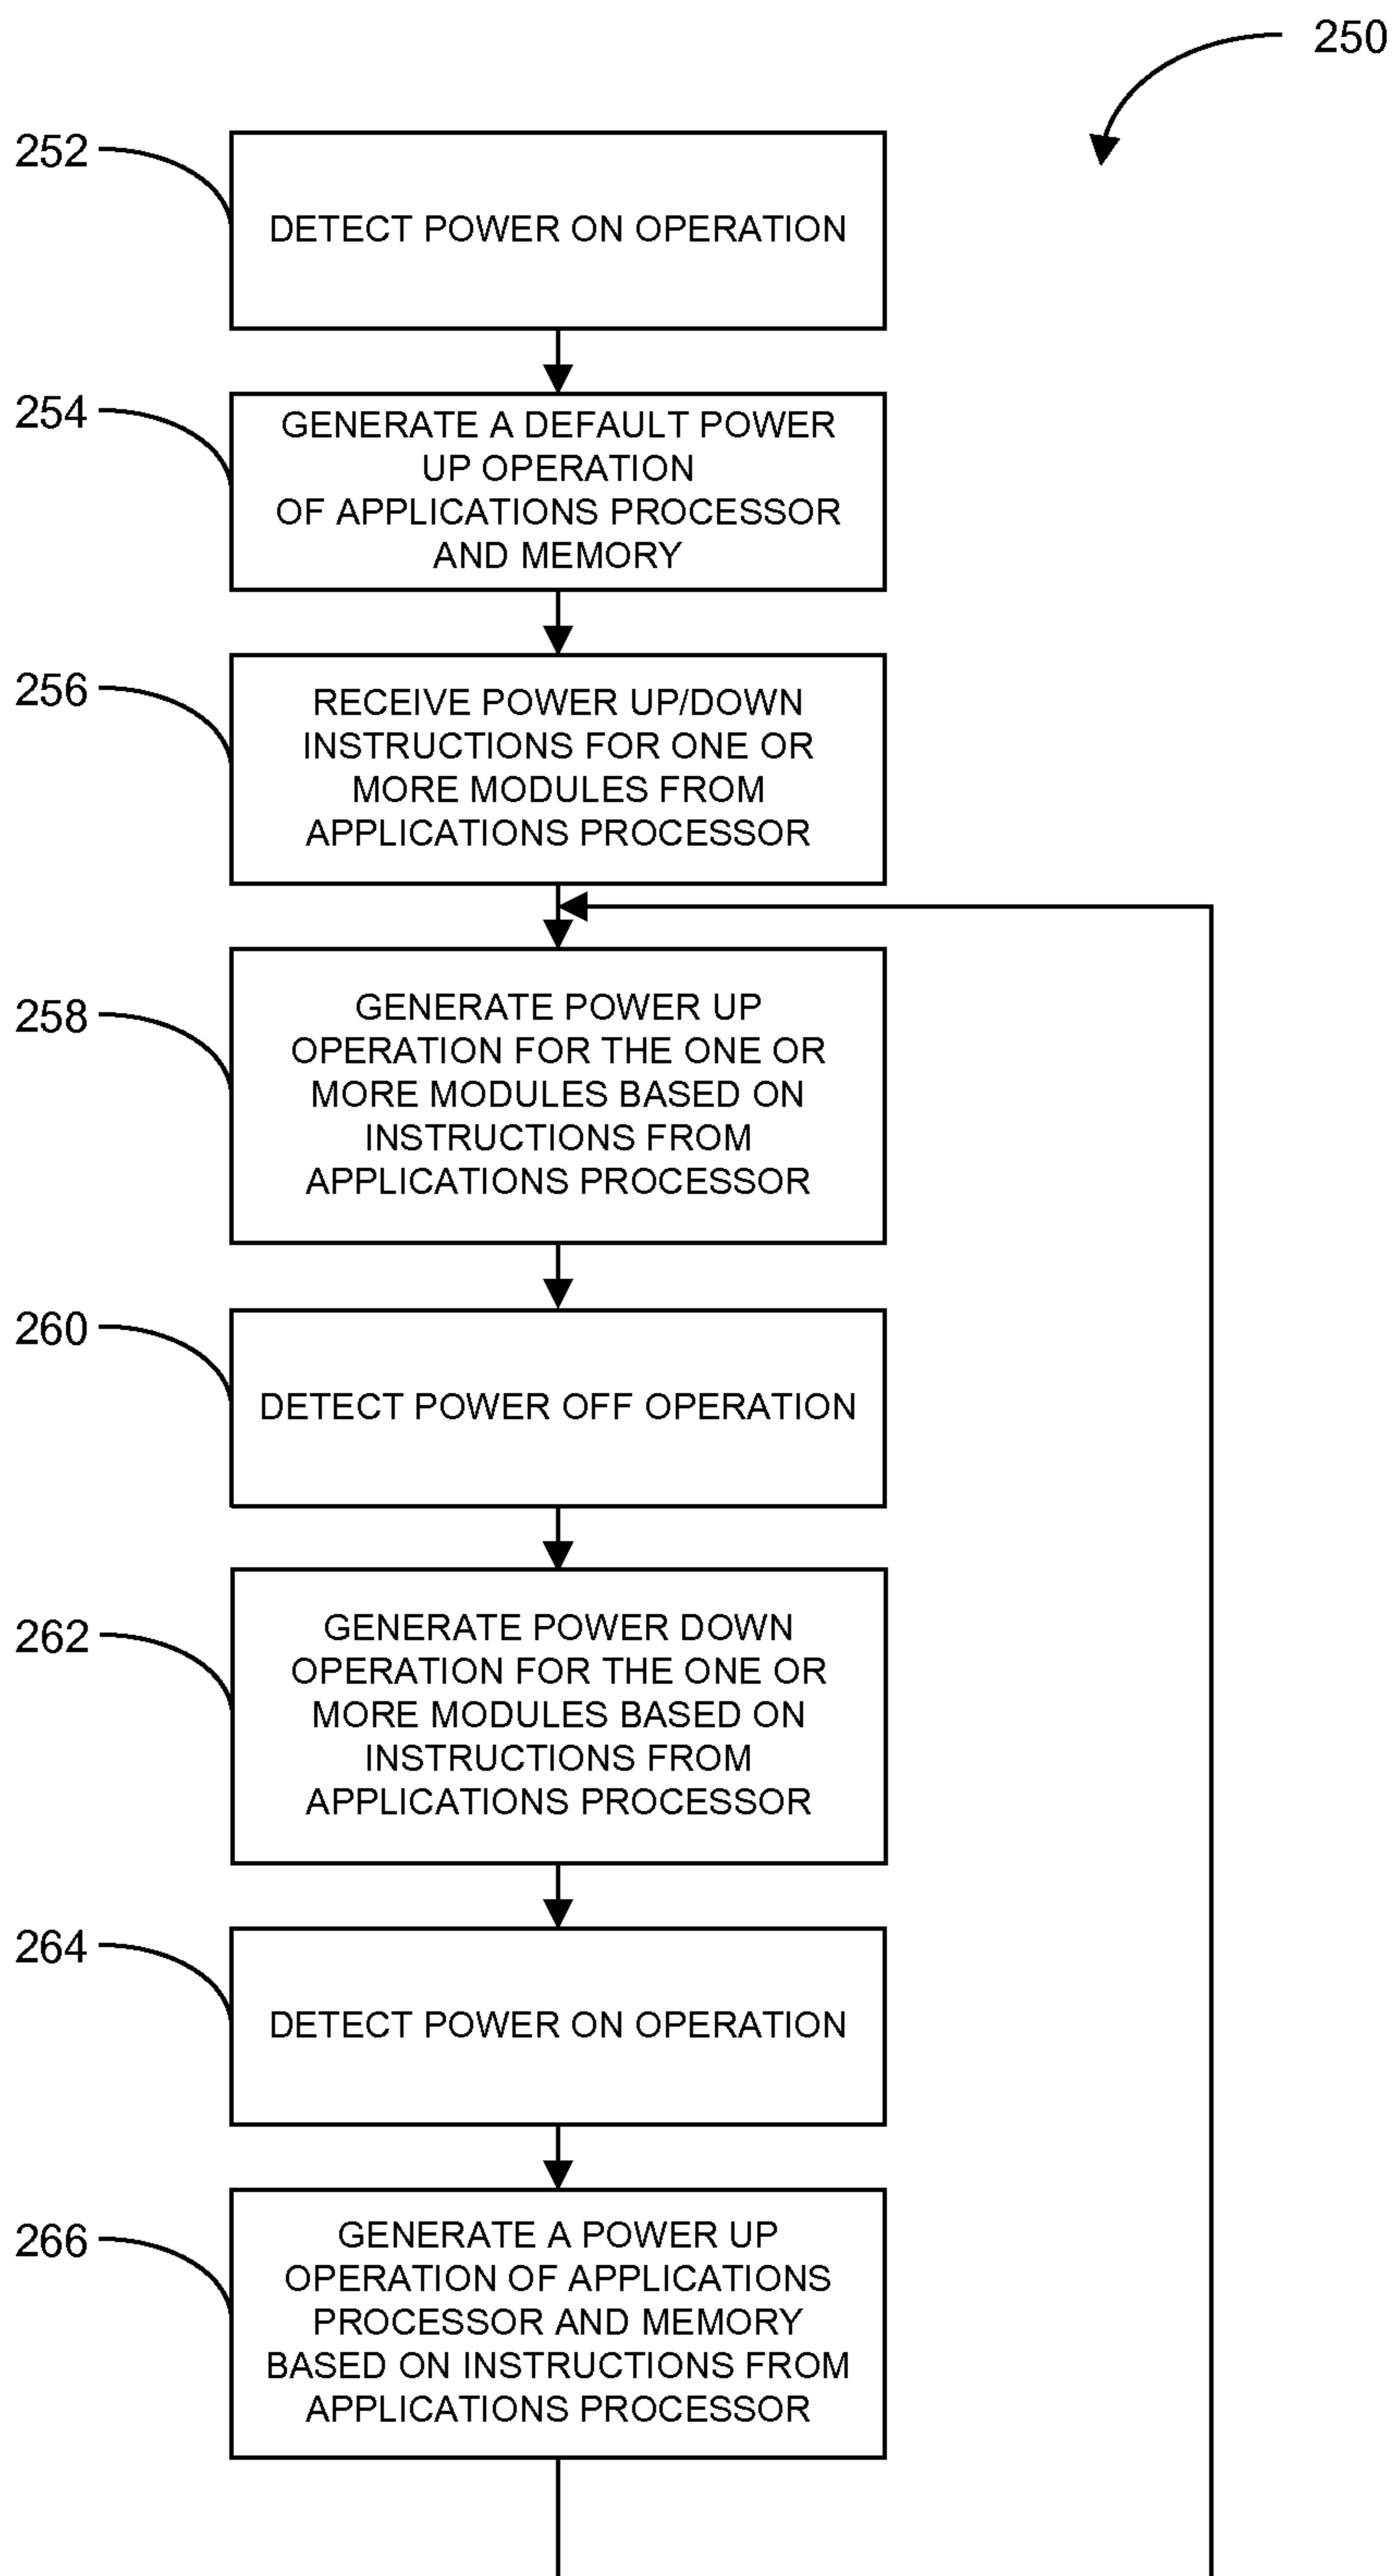 250
252
DETECT POWER ON OPERATION
254
GENERATE A DEFAULT POWER
UP OPERATION
OF APPLICATIONS PROCESSOR
AND MEMORY
256
RECEIVE POWER UP/DOWN
INSTRUCTIONS FOR ONE OR
MORE MODULES FROM
APPLICATIONS PROCESSOR
258
GENERATE POWER UP
OPERATION FOR THE ONE OR
MORE MODULES BASED ON
INSTRUCTIONS FROM
APPLICATIONS PROCESSOR
260
DETECT POWER OFF OPERATION
262
GENERATE POWER DOWN
OPERATION FOR THE ONE OR
MORE MODULES BASED ON
INSTRUCTIONS FROM
APPLICATIONS PROCESSOR
264
DETECT POWER ON OPERATION
266
GENERATE A POWER UP
OPERATION OF APPLICATIONS
PROCESSOR AND MEMORY
BASED ON INSTRUCTIONS FROM
APPLICATIONS PROCESSOR